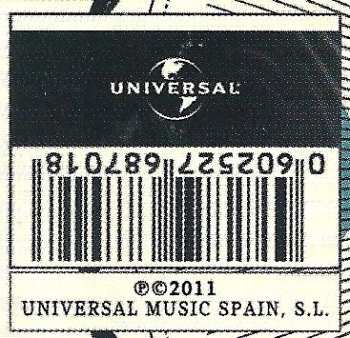 UNIVERSAL
0 602527 687018
℗©2011
UNIVERSAL MUSIC SPAIN, S.L.